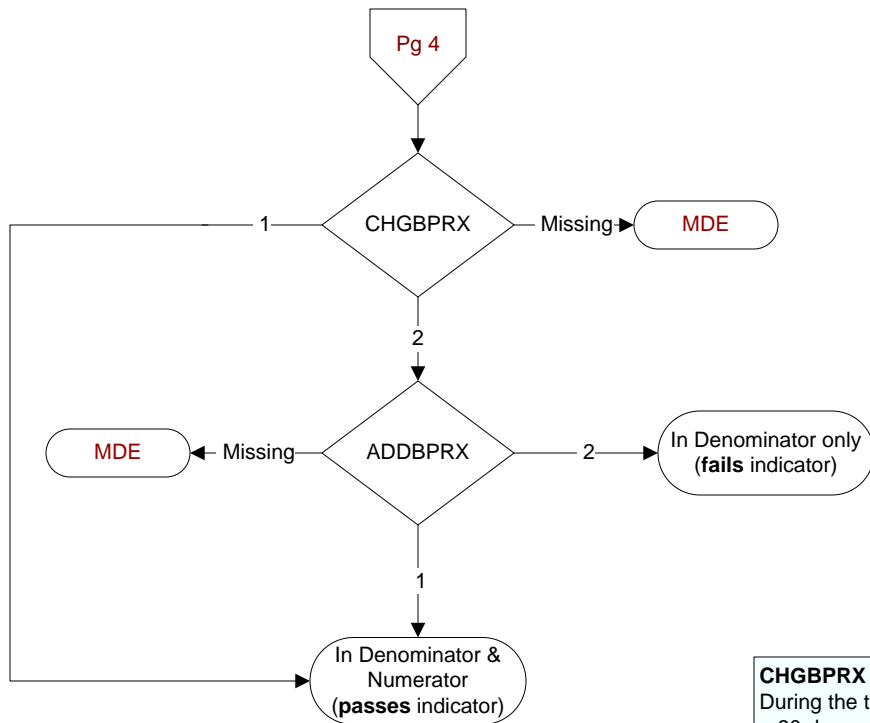 Pg 4
1
CHGBPRX
Missing
MDE
2
MDE
Missing
ADDBPRX
2
In Denominator only
(fails indicator)
1
In Denominator &
Numerator
(passes indicator)
CHGBPRX
During the t